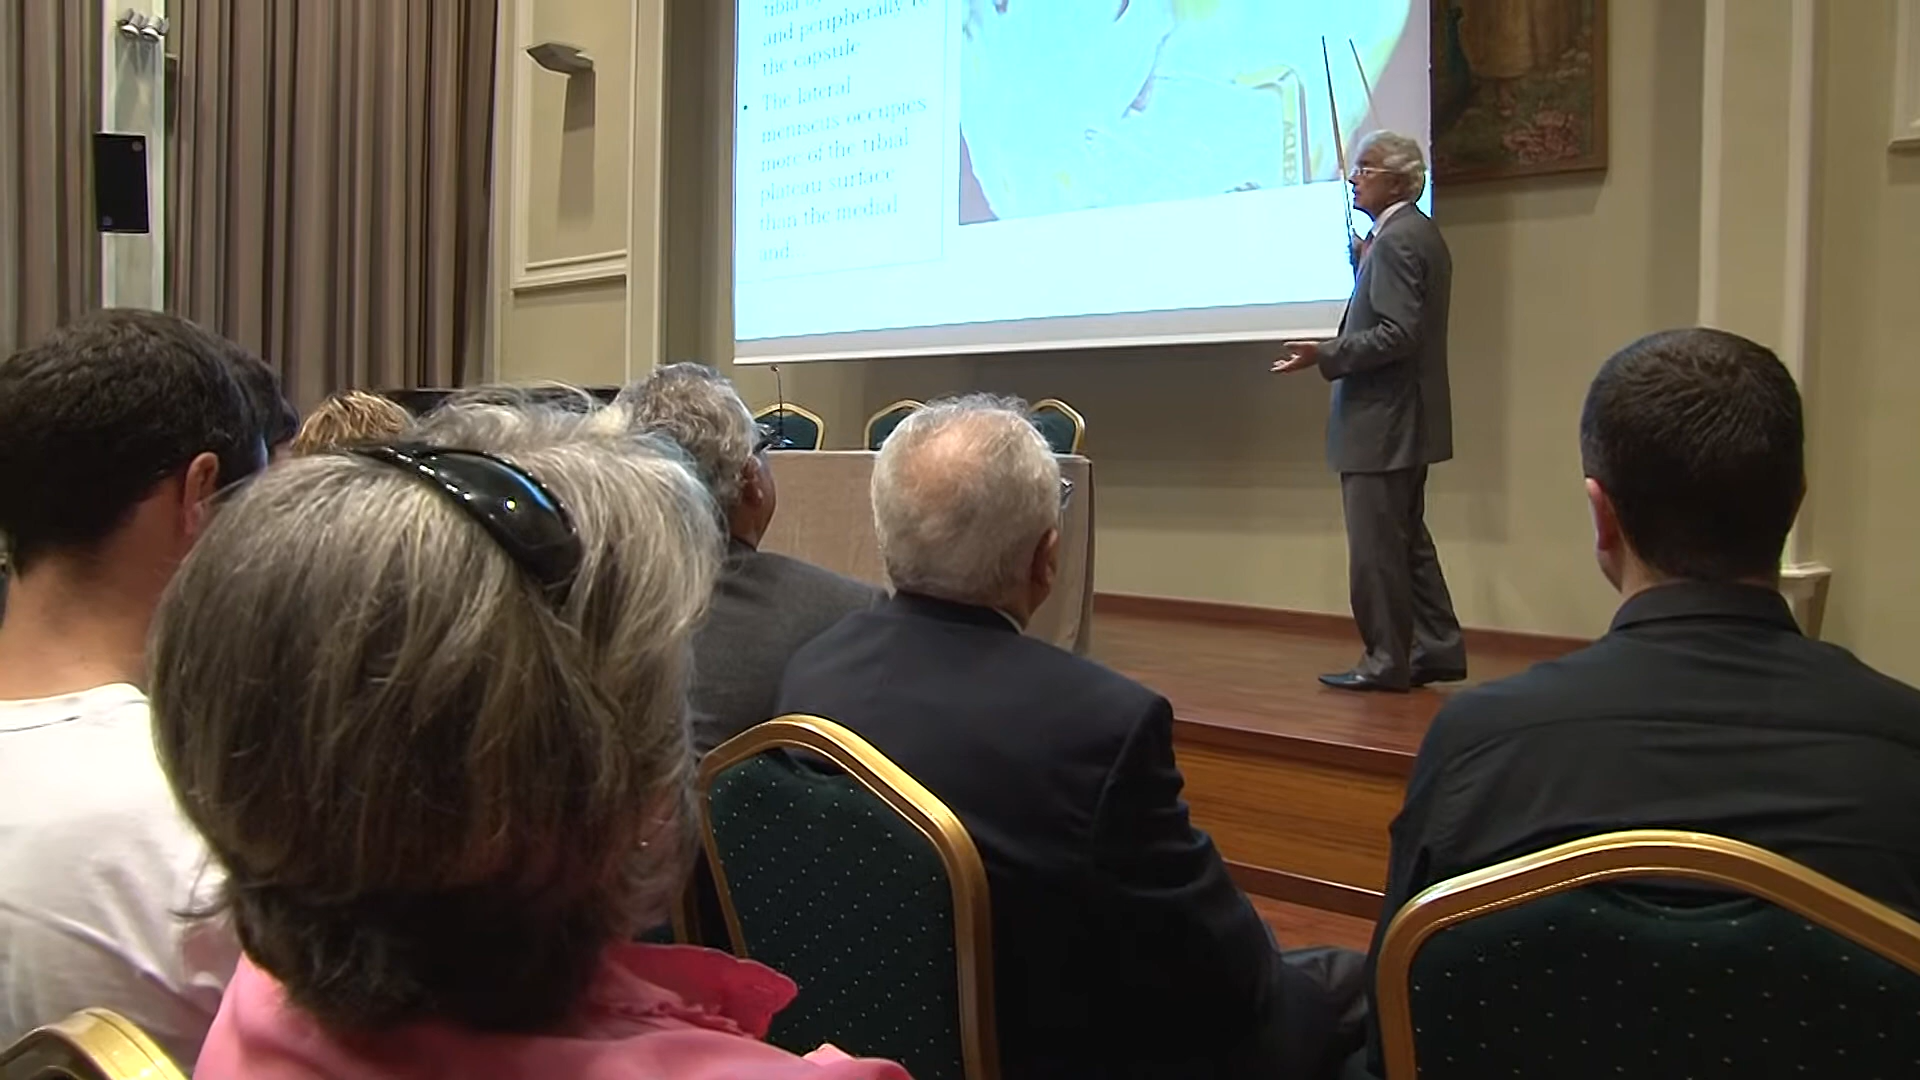 tibia
and peripherally to
the capsule
• The lateral
meniscus occupies
more of the tibial
plateau surface
than the medial
and